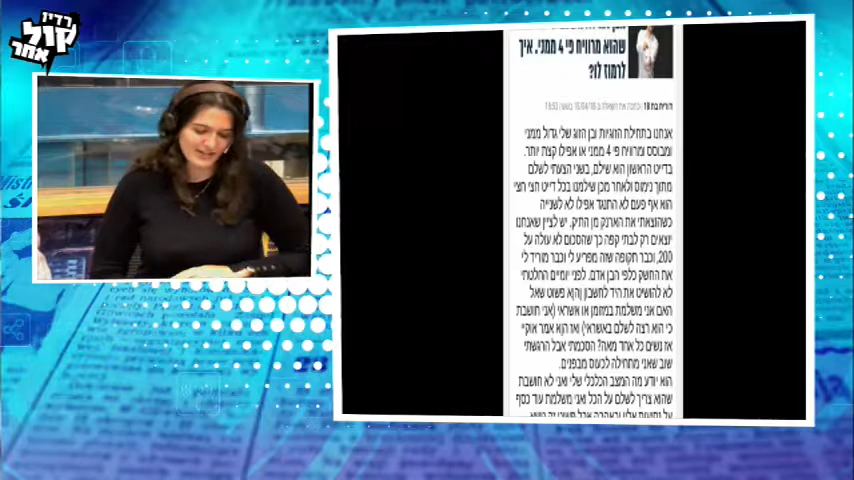 רדיו
קול
אחר
שהוא מרוויח פי 4 ממני. איך
לרמוז לו?
אנחנו בתחילת הזוגיות ובן הזוג שלי גדול ממני
ומבוסס ומרוויח פי 4 ממני או אפילו קצת יותר.
בדייט הראשון הוא שילם, בשני הצעתי לשלם
מתוך נימוס ולאחר מכן שילמנו בכל דייט חצי חצי
הוא אף פעם לא התנגד אפילו לא לשנייה
כשהוצאתי את הארנק מן התיק. יש לציין שאנחנו
יוצאים רק לבתי קפה כך שהסכום לא עולה על
200, וכבר תקופה שזה מפריע לי וכבר מוריד לי
את החשק כלפי הבן אדם. לפני יומיים החלטתי
לא להושיט את היד לחשבון והוא פשוט שאל
האם אני משלמת במזומן או אשראי (אני חושבת
כי הוא רצה לשלם באשראי) ואז הוא אמר אוקיי
אז נשים כל אחד מאה? הסכמתי אבל הרגשתי
שוב שאני מתחילה לכעוס מבפנים.
הוא יודע מה המצב הכלכלי שלי ואני לא חושבת
שהוא צריך לשלם על הכל ואני משלמת עוד כסף